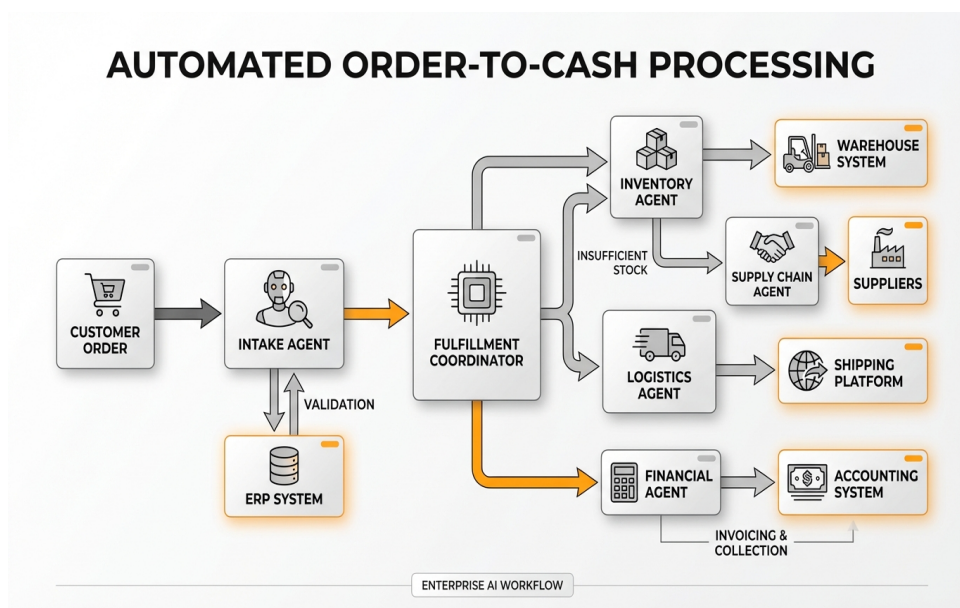 AUTOMATED ORDER-TO-CASH PROCESSING
CUSTOMER
ORDER
INTAKE AGENT
VALIDATION
ERP SYSTEM
FULFILLMENT
COORDINATOR
INVENTORY
AGENT
WAREHOUSE
SYSTEM
INSUFFICIENT
STOCK
SUPPLY CHAIN
AGENT
SUPPLIERS
LOGISTICS
AGENT
SHIPPING
PLATFORM
FINANCIAL
AGENT
ACCOUNTING
SYSTEM
INVOICING &
COLLECTION
ENTERPRISE AI WORKFLOW